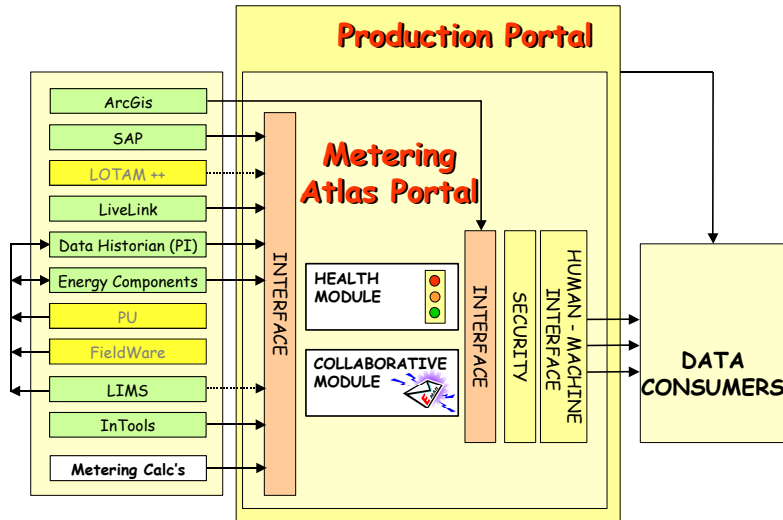 Production Portal
ArcGis
SAP
LOTAM ++
LiveLink
Data Historian (PI)
Energy Components
PU
FieldWare
LIMS
InTools
Metering Calc's
INTERFACE
Metering
Atlas Portal
HEALTH
MODULE
COLLABORATIVE
MODULE
E-MAIL
INTERFACE
SECURITY
HUMAN - MACHINE
INTERFACE
DATA
CONSUMERS